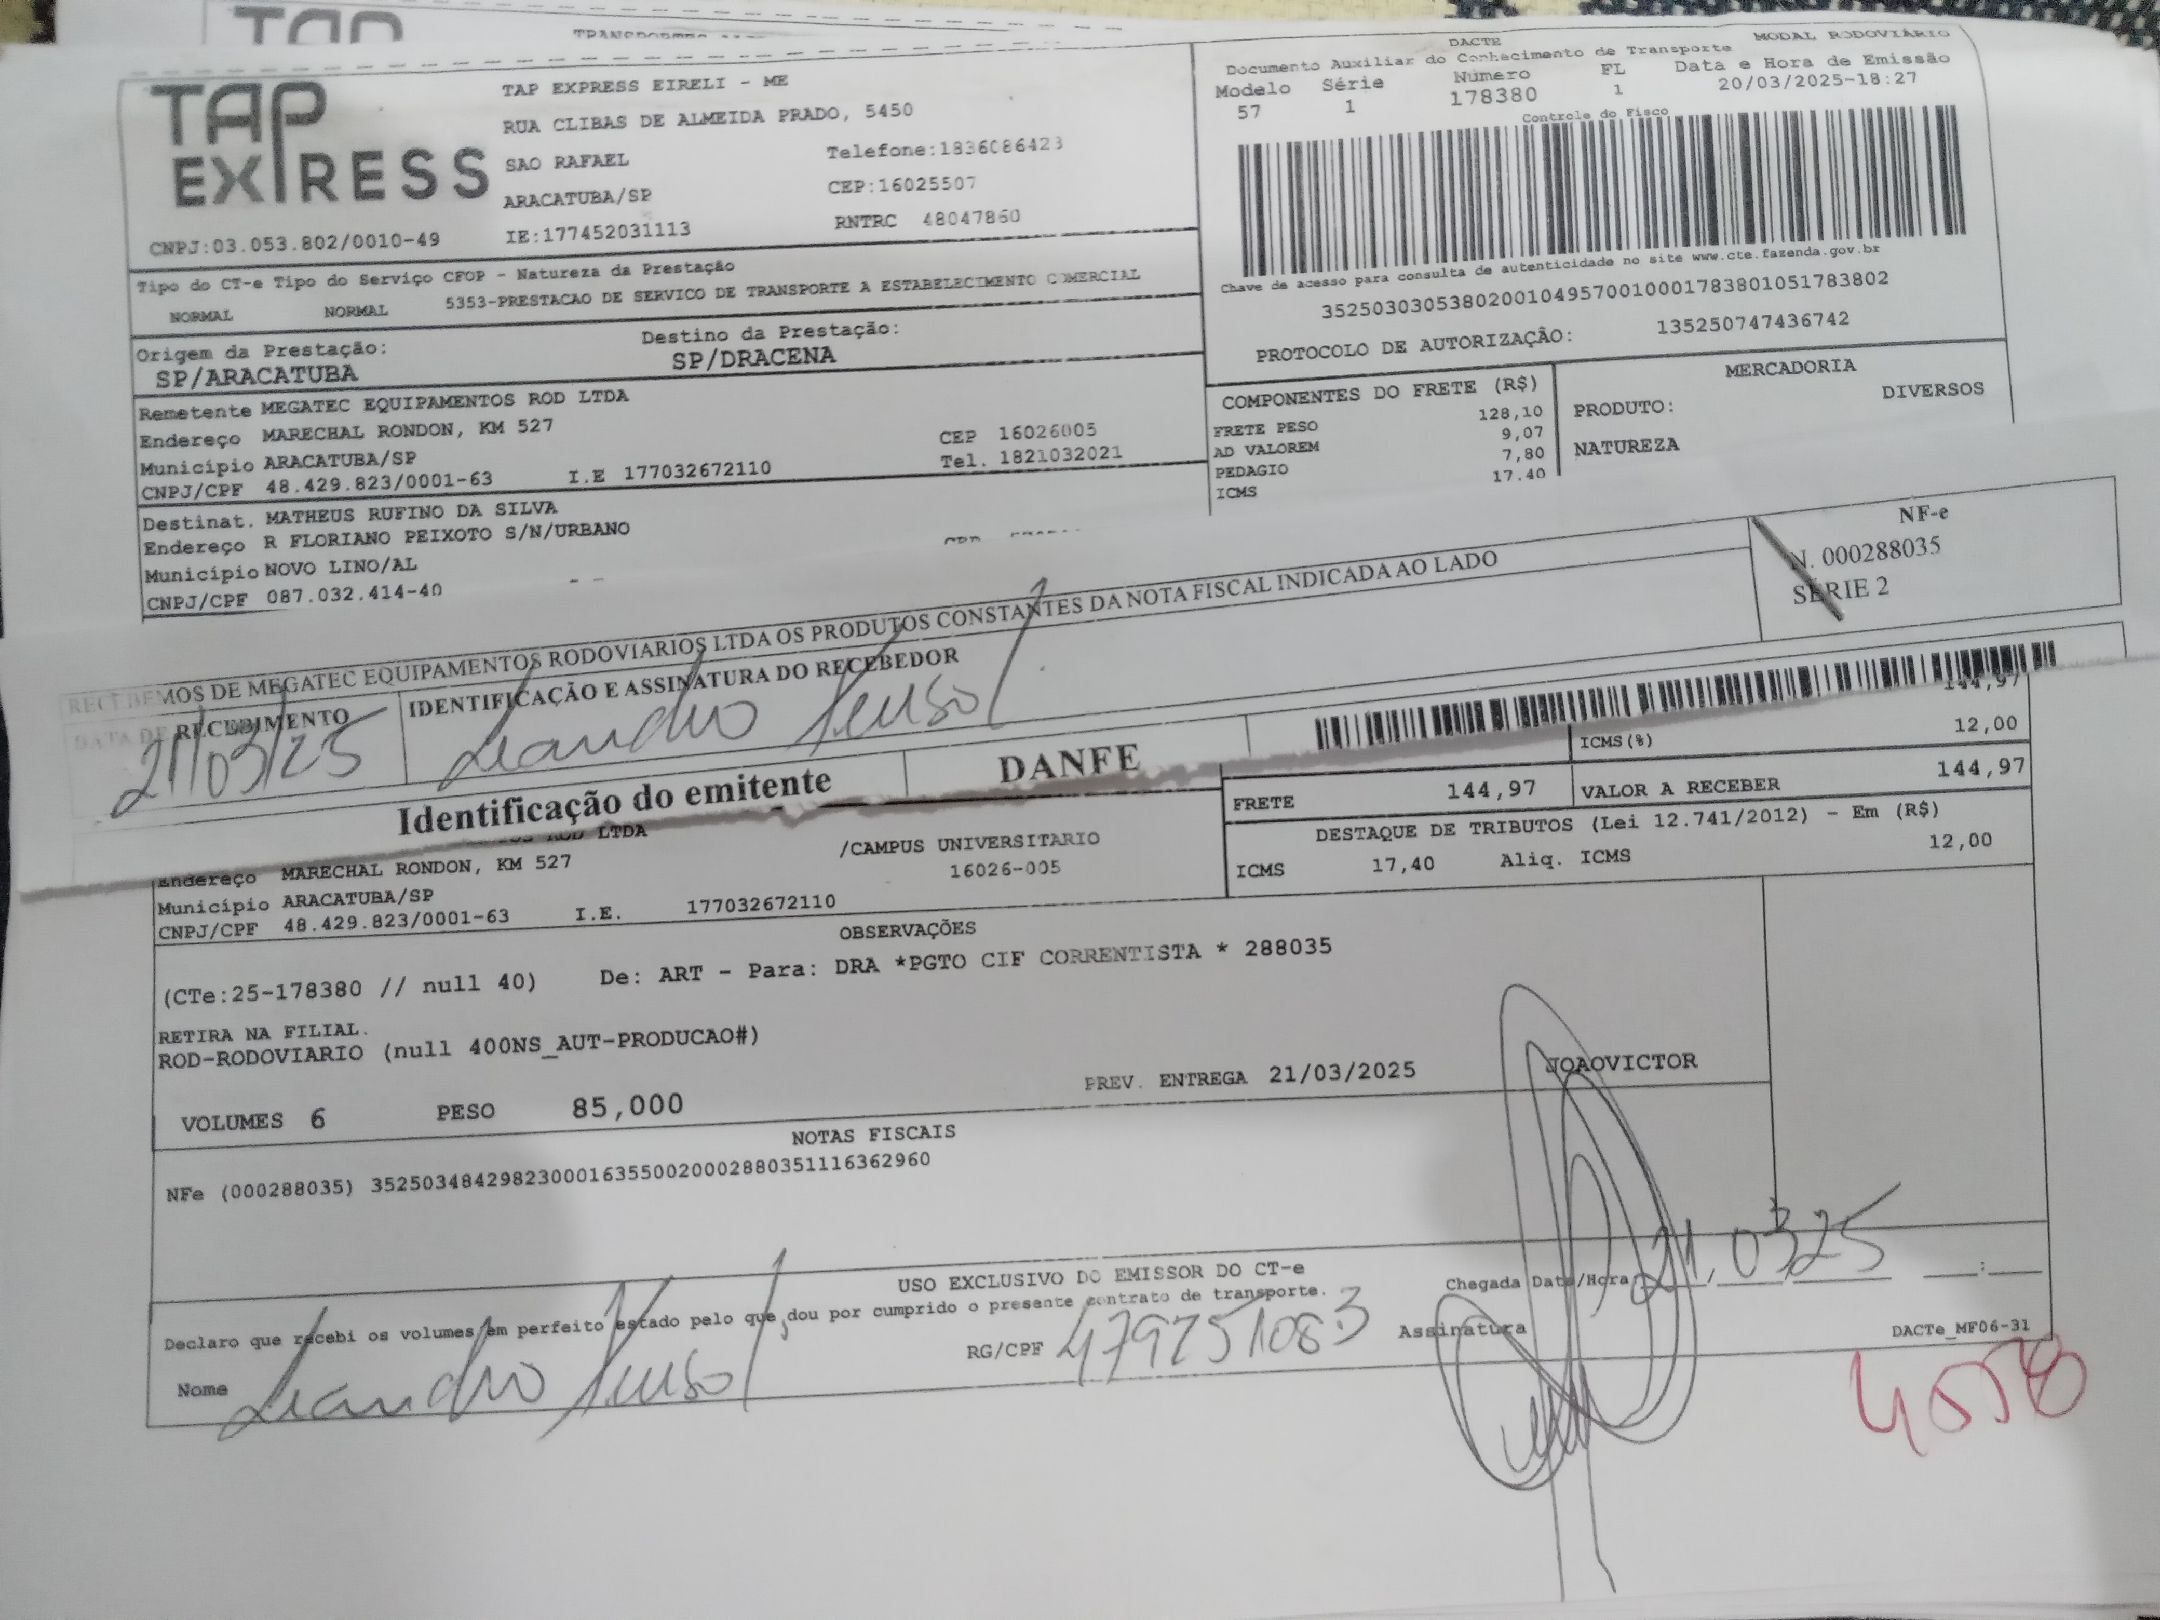 TAP
EXPRESS
TAP EXPRESS EIRELI - ME
RUA CLIBAS DE ALMEIDA PRADO, 5450
SAO RAFAEL Telefone:1836086423
ARACATUBA/SP CEP:16025507
CNPJ:03.053.802/0010-49 IE:177452031113 RNTRC 48047860
DACTE MODAL RODOVIÁRIO
Documento Auxiliar do Conhecimento de Transporte
Modelo Série Número FL Data e Hora de Emissão
57 1 178380 1 20/03/2025-18:27
Controle do Fisco
Chave de acesso para consulta de autenticidade no site www.cte.fazenda.gov.br
35250303053802001049570010001783801051783802
PROTOCOLO DE AUTORIZAÇÃO: 135250747436742
Tipo do CT-e Tipo do Serviço CFOP - Natureza da Prestação
NORMAL NORMAL 5353-PRESTACAO DE SERVICO DE TRANSPORTE A ESTABELECIMENTO COMERCIAL
Origem da Prestação: Destino da Prestação:
SP/ARACATUBA SP/DRACENA
Remetente MEGATEC EQUIPAMENTOS ROD LTDA
Endereço MARECHAL RONDON, KM 527 CEP 16026005
Município ARACATUBA/SP Tel. 1821032021
CNPJ/CPF 48.429.823/0001-63 I.E 177032672110
COMPONENTES DO FRETE (R$) MERCADORIA
FRETE PESO 128,10 PRODUTO: DIVERSOS
AD VALOREM 9,07
PEDAGIO 7,80 NATUREZA
ICMS 17,40
Destinat. MATHEUS RUFINO DA SILVA
Endereço R FLORIANO PEIXOTO S/N/URBANO
Município NOVO LINO/AL
CNPJ/CPF 087.032.414-40
RECEBEMOS DE MEGATEC EQUIPAMENTOS RODOVIARIOS LTDA OS PRODUTOS CONSTANTES DA NOTA FISCAL INDICADA AO LADO
NF-e
N. 000288035
SÉRIE 2
DATA DE RECEBIMENTO IDENTIFICAÇÃO E ASSINATURA DO RECEBEDOR
21/03/25 Leandro
Identificação do emitente DANFE
144,97
ICMS(%) 12,00
FRETE 144,97 VALOR A RECEBER 144,97
DESTAQUE DE TRIBUTOS (Lei 12.741/2012) - Em (R$)
ICMS 17,40 Aliq. ICMS 12,00
ROD LTDA
Endereço MARECHAL RONDON, KM 527 /CAMPUS UNIVERSITARIO
Município ARACATUBA/SP 16026-005
CNPJ/CPF 48.429.823/0001-63 I.E. 177032672110
OBSERVAÇÕES
(CTe:25-178380 // null 40) De: ART - Para: DRA *PGTO CIF CORRENTISTA * 288035
RETIRA NA FILIAL.
ROD-RODOVIARIO (null 400NS_AUT-PRODUCAO#)
VOLUMES 6 PESO 85,000 PREV. ENTREGA 21/03/2025 JOAOVICTOR
NOTAS FISCAIS
NFe (000288035) 35250348429823000163550020002880351116362960
USO EXCLUSIVO DO EMISSOR DO CT-e
Declaro que recebi os volumes em perfeito estado pelo que dou por cumprido o presente contrato de transporte.
Chegada Data/Hora 21/03/25
Nome Leandro RG/CPF 479751083 Assinatura DACTe_MF06-31